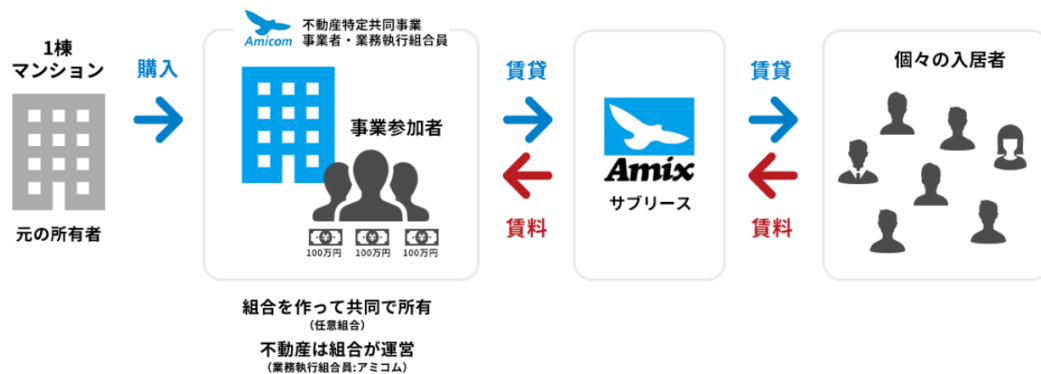 1棟
マンション
元の所有者
購入
Amicom
不動産特定共同事業
事業者・業務執行組合員
事業参加者
¥
¥
¥
100万円
100万円
100万円
組合を作って共同で所有
(任意組合)
不動産は組合が運営
(業務執行組合員:アミコム)
賃貸
賃料
Amix
サブリース
賃貸
賃料
個々の入居者